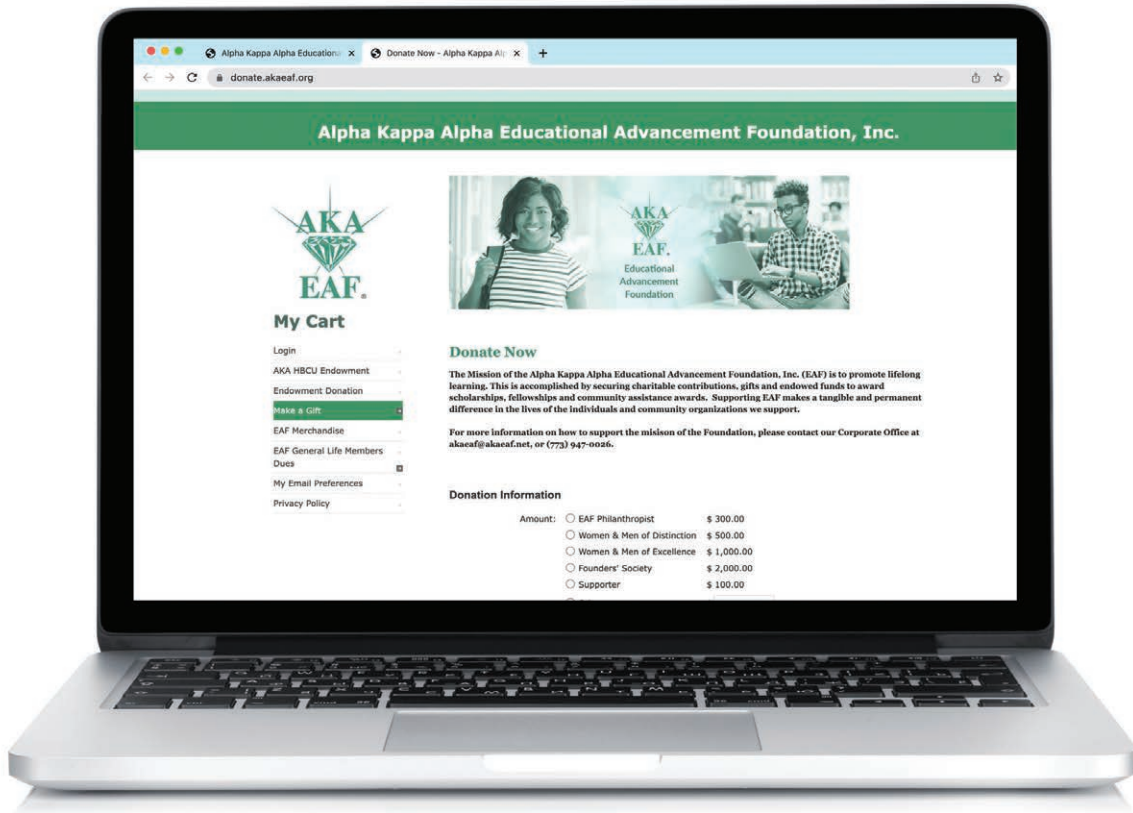 Alpha Kappa Alpha Educationa
Donate Now - Alpha Kappa Al
donate.akaeaf.org
Alpha Kappa Alpha Educational Advancement Foundation, Inc.
AKA
EAF®
AKA
EAF.
Educational
Advancement
Foundation
My Cart
Login
AKA HBCU Endowment
Endowment Donation
Make a Gift
EAF Merchandise
EAF General Life Members
Dues
My Email Preferences
Privacy Policy
Donate Now
The Mission of the Alpha Kappa Alpha Educational Advancement Foundation, Inc. (EAF) is to promote lifelong
learning. This is accomplished by securing charitable contributions, gifts and endowed funds to award
scholarships, fellowships and community assistance awards. Supporting EAF makes a tangible and permanent
difference in the lives of the individuals and community organizations we support.
For more information on how to support the misison of the Foundation, please contact our Corporate Office at
akaeaf@akaeaf.net, or (773) 947-0026.
Donation Information
Amount: EAF Philanthropist $ 300.00
Women & Men of Distinction $ 500.00
Women & Men of Excellence $ 1,000.00
Founders' Society $ 2,000.00
Supporter $ 100.00